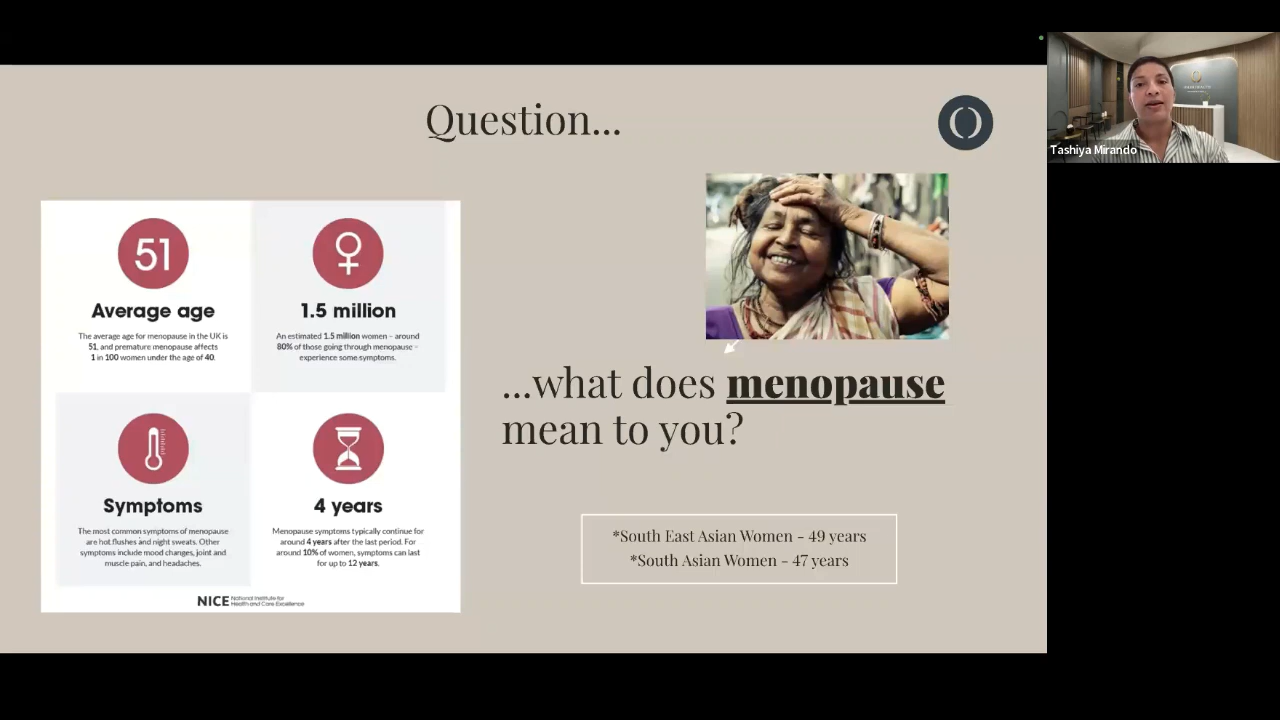 Question...
51
Average age
The average age for menopause in the UK is
51, and premature menopause affects
1 in 100 women under the age of 40.
1.5 million
An estimated 1.5 million women – around
80% of those going through menopause –
experience some symptoms.
Symptoms
The most common symptoms of menopause
are hot flushes and night sweats. Other
symptoms include mood changes, joint and
muscle pain, and headaches.
4 years
Menopause symptoms typically continue for
around 4 years after the last period. For
around 10% of women, symptoms can last
for up to 12 years.
NICE National Institute for
Health and Care Excellence
...what does menopause
mean to you?
*South East Asian Women - 49 years
*South Asian Women - 47 years
Tashiya Mirando